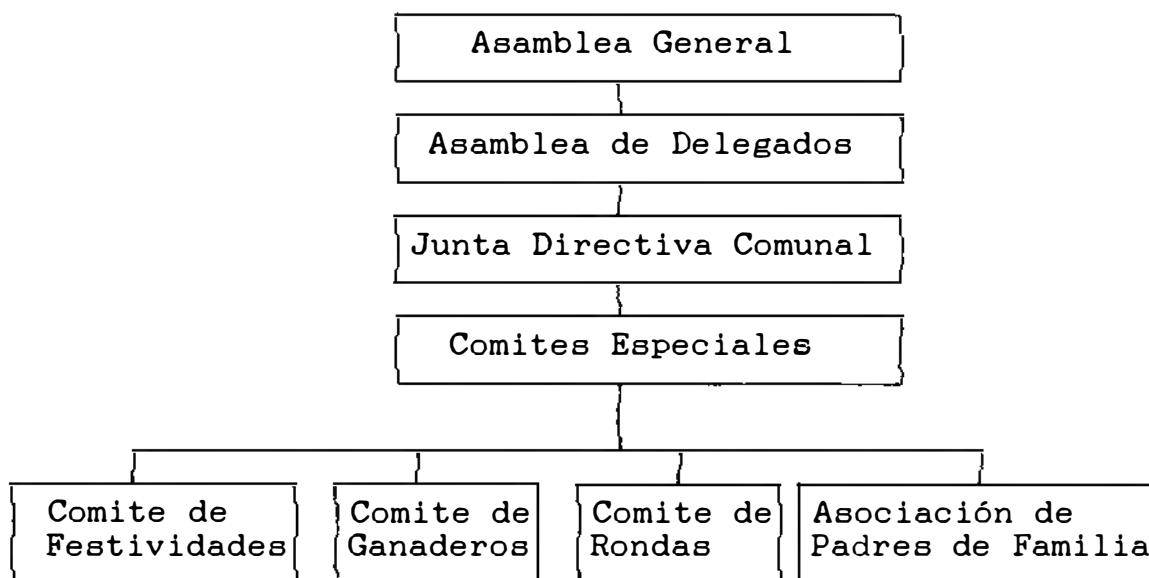 Asamblea General
Asamblea de Delegados
Junta Directiva Comunal
Comites Especiales
Comite de
Festividades
Comite de
Ganaderos
Comite de
Rondas
Asociación de
Padres de Familia